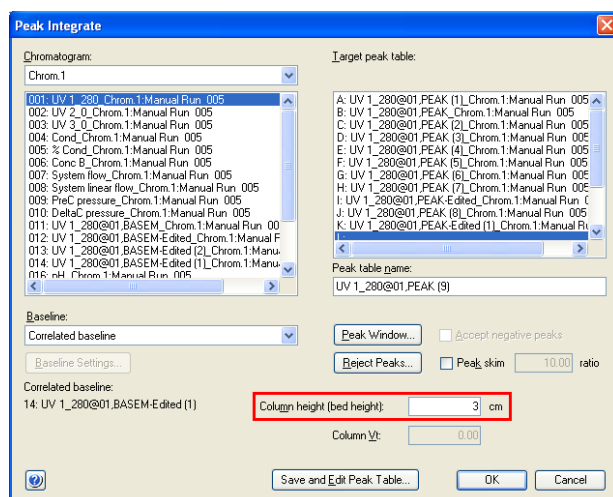 Peak Integrate
Chromatogram:
Chrom.1
001: UV 1_280_Chrom.1:Manual Run 005
002: UV 2_0_Chrom.1:Manual Run 005
003: UV 3_0_Chrom.1:Manual Run 005
004: Cond_Chrom.1:Manual Run 005
005: % Cond_Chrom.1:Manual Run 005
006: Conc B_Chrom.1:Manual Run 005
007: System flow_Chrom.1:Manual Run 005
008: System linear flow_Chrom.1:Manual Run 005
009: PreC pressure_Chrom.1:Manual Run 005
010: DeltaC pressure_Chrom.1:Manual Run 005
011: UV 1_280@01,BASEM_Chrom.1:Manual Run 00
012: UV 1_280@01,BASEM-Edited_Chrom.1:Manual F
013: UV 1_280@01,BASEM-Edited (2)_Chrom.1:Manu
014: UV 1_280@01,BASEM-Edited (1)_Chrom.1:Manu
016: pH_Chrom.1:Manual Run 005
Target peak table:
A: UV 1_280@01,PEAK (1)_Chrom.1:Manual Run 005
B: UV 1_280@01,PEAK_Chrom.1:Manual Run 005
C: UV 1_280@01,PEAK (2)_Chrom.1:Manual Run 005
D: UV 1_280@01,PEAK (3)_Chrom.1:Manual Run 005
E: UV 1_280@01,PEAK (4)_Chrom.1:Manual Run 005
F: UV 1_280@01,PEAK (5)_Chrom.1:Manual Run 005
G: UV 1_280@01,PEAK (6)_Chrom.1:Manual Run 005
H: UV 1_280@01,PEAK (7)_Chrom.1:Manual Run 005
I: UV 1_280@01,PEAK-Edited_Chrom.1:Manual Run 0
J: UV 1_280@01,PEAK (8)_Chrom.1:Manual Run 005
K: UV 1_280@01,PEAK-Edited (1)_Chrom.1:Manual Ru
Peak table name:
UV 1_280@01,PEAK (9)
Baseline:
Correlated baseline
Baseline Settings...
Correlated baseline:
14: UV 1_280@01,BASEM-Edited (1)
Peak Window...
Accept negative peaks
Reject Peaks...
Peak skim
10.00 ratio
Column height (bed height): 3 cm
Column Vt: 0.00
Save and Edit Peak Table...
OK
Cancel